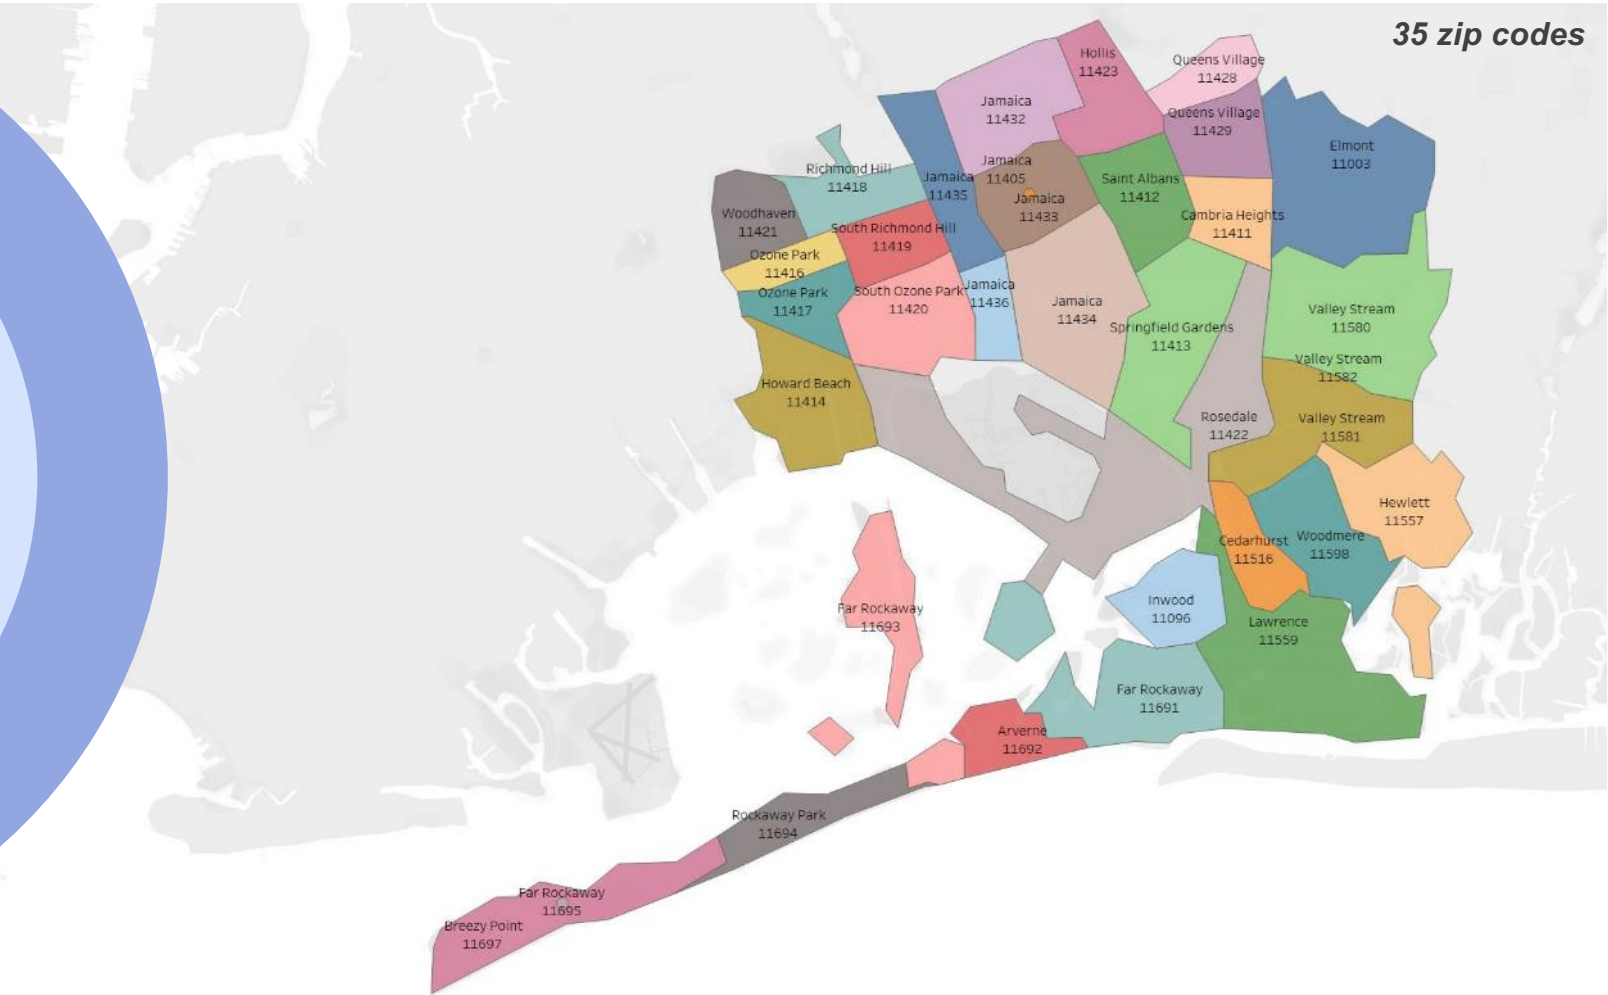 35 zip codes
Hollis
11423
Queens Village
11428
Jamaica
11432
Queens Village
11429
Elmont
11003
Richmond Hill
11418
Jamaica
11435
Jamaica
11405
Jamaica
11433
Saint Albans
11412
Woodhaven
11421
Cambria Heights
11411
South Richmond Hill
11419
Ozone Park
11416
Ozone Park
11417
South Ozone Park
11420
Jamaica
11436
Jamaica
11434
Springfield Gardens
11413
Valley Stream
11580
Valley Stream
11582
Howard Beach
11414
Rosedale
11422
Valley Stream
11581
Hewlett
11557
Cedarhurst
11516
Woodmere
11598
Far Rockaway
11693
Inwood
11096
Lawrence
11559
Far Rockaway
11691
Arverne
11692
Rockaway Park
11694
Far Rockaway
11695
Breezy Point
11697